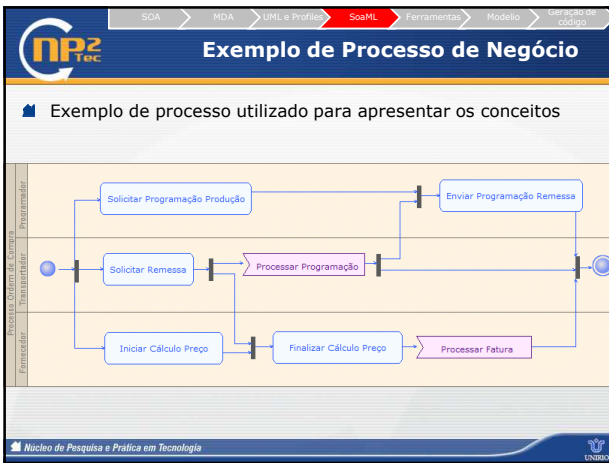 SOA
MDA
UML e Profiles
SoaML
Ferramentas
Modelio
Geração de
código
NP2
TEC
Exemplo de Processo de Negócio
Exemplo de processo utilizado para apresentar os conceitos
Processo Ordem de Compra
Programador
Solicitar Programação Produção
Enviar Programação Remessa
Transportador
Solicitar Remessa
Processar Programação
Fornecedor
Iniciar Cálculo Preço
Finalizar Cálculo Preço
Processar Fatura
Núcleo de Pesquisa e Prática em Tecnologia
UNIRIO